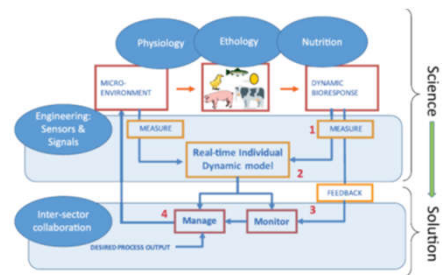 Physiology
Ethology
Nutrition
MICRO-
ENVIRONMENT
DYNAMIC
BIORESPONSE
Science
Engineering:
Sensors &
Signals
MEASURE
1
MEASURE
Real-time Individual
Dynamic model
2
FEEDBACK
Solution
Inter-sector
collaboration
4
Manage
Monitor
3
DESIRED PROCESS OUTPUT